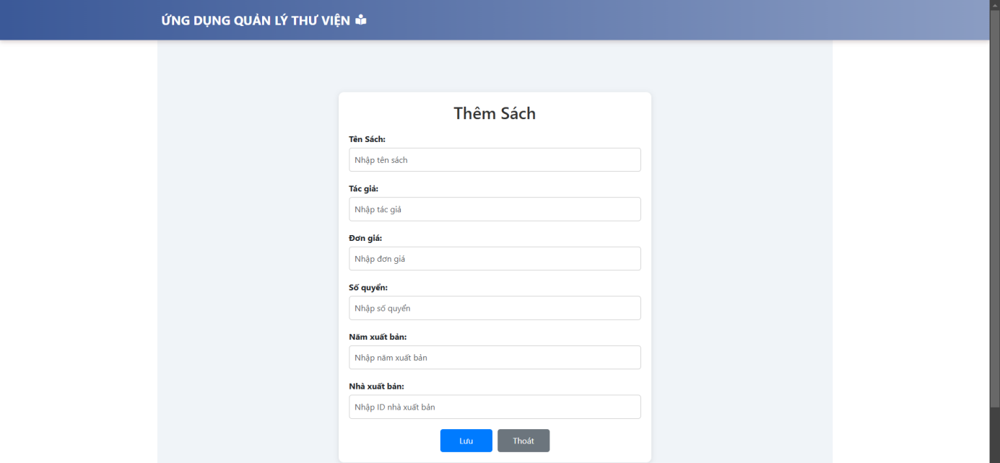 ỨNG DỤNG QUẢN LÝ THƯ VIỆN
Thêm Sách
Tên Sách:
Nhập tên sách
Tác giả:
Nhập tác giả
Đơn giá:
Nhập đơn giá
Số quyển:
Nhập số quyển
Năm xuất bản:
Nhập năm xuất bản
Nhà xuất bản:
Nhập ID nhà xuất bản
Lưu Thoát